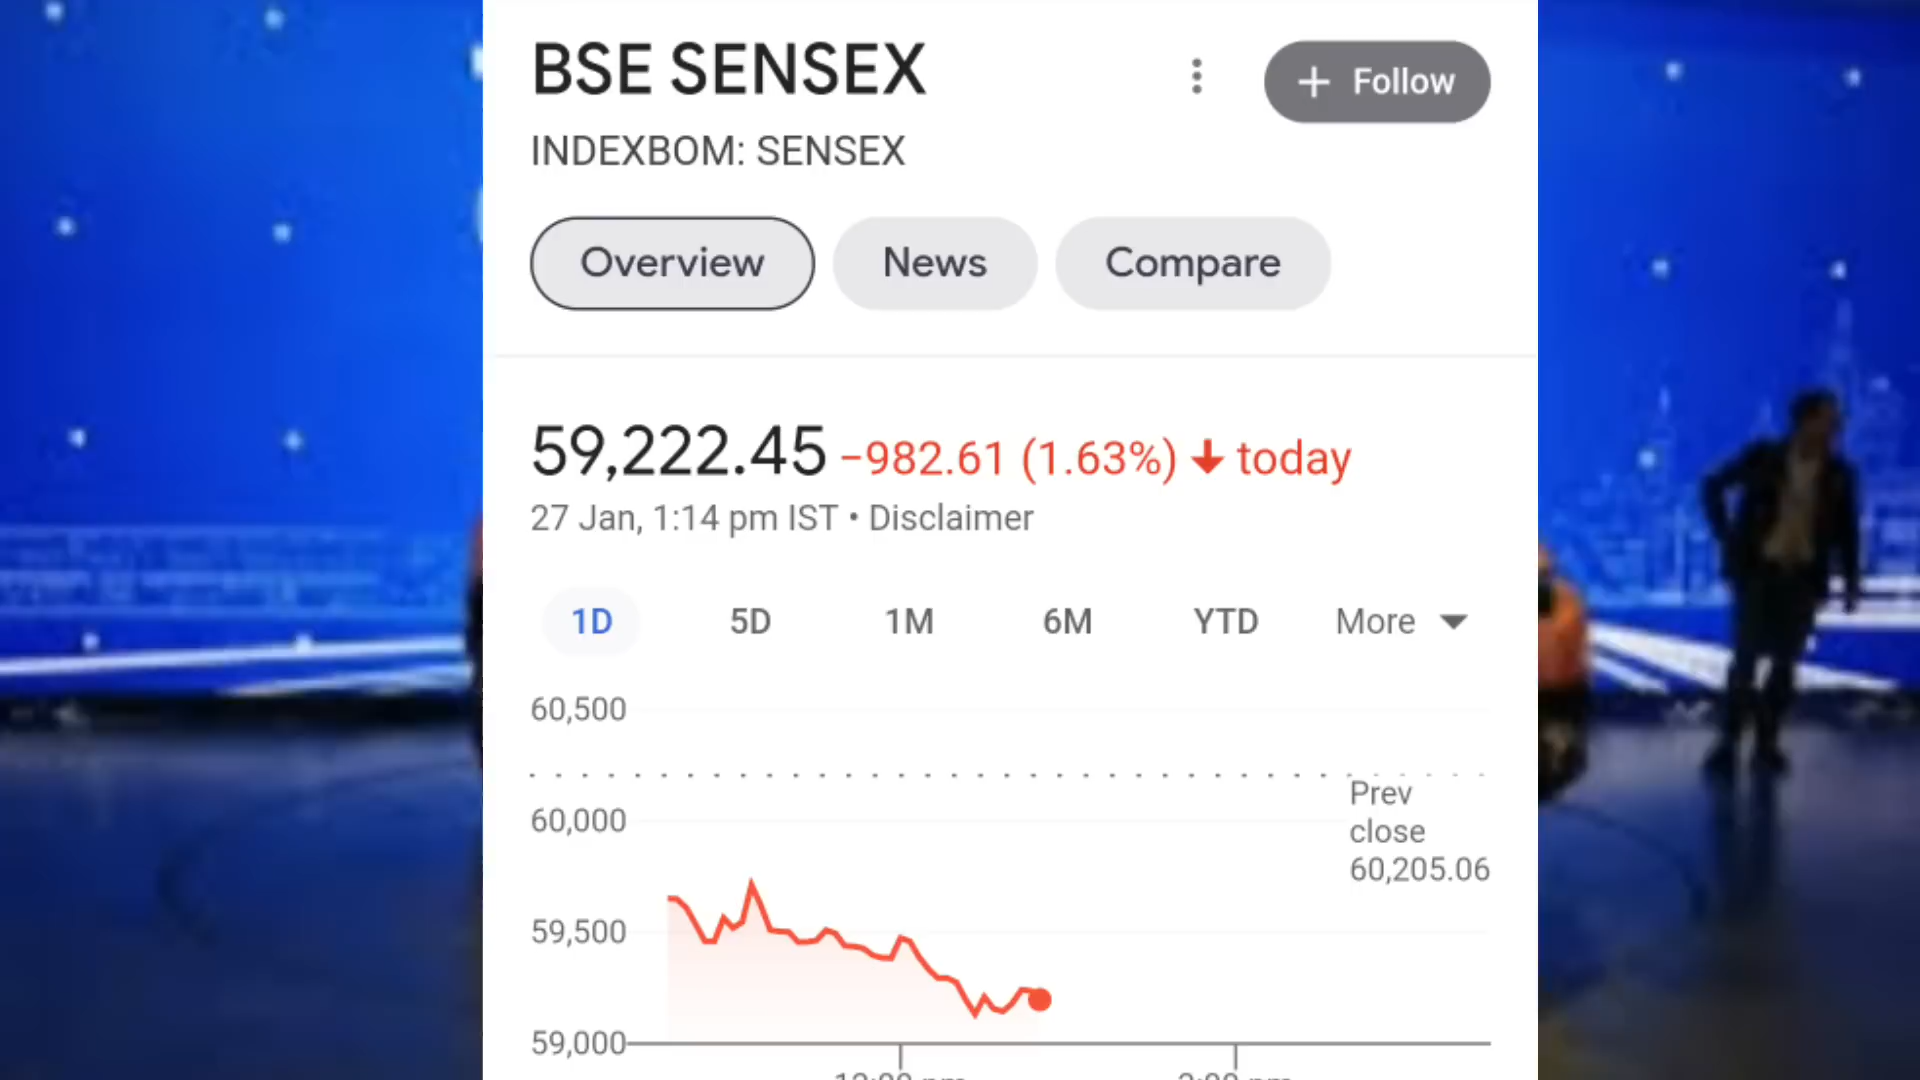 BSE SENSEX
+ Follow
INDEXBOM: SENSEX
Overview News Compare
59,222.45 −982.61 (1.63%) ↓ today
27 Jan, 1:14 pm IST • Disclaimer
1D 5D 1M 6M YTD More
60,500
60,000
Prev
close
60,205.06
59,500
59,000